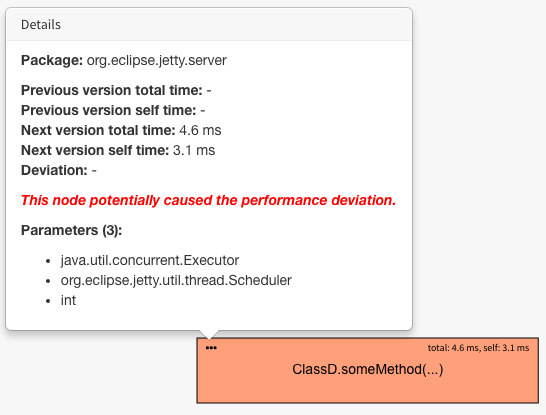 Details
Package: org.eclipse.jetty.server
Previous version total time: -
Previous version self time: -
Next version total time: 4.6 ms
Next version self time: 3.1 ms
Deviation: -
This node potentially caused the performance deviation.
Parameters (3):
• java.util.concurrent.Executor
• org.eclipse.jetty.util.thread.Scheduler
• int
••• total: 4.6 ms, self: 3.1 ms
ClassD.someMethod(...)